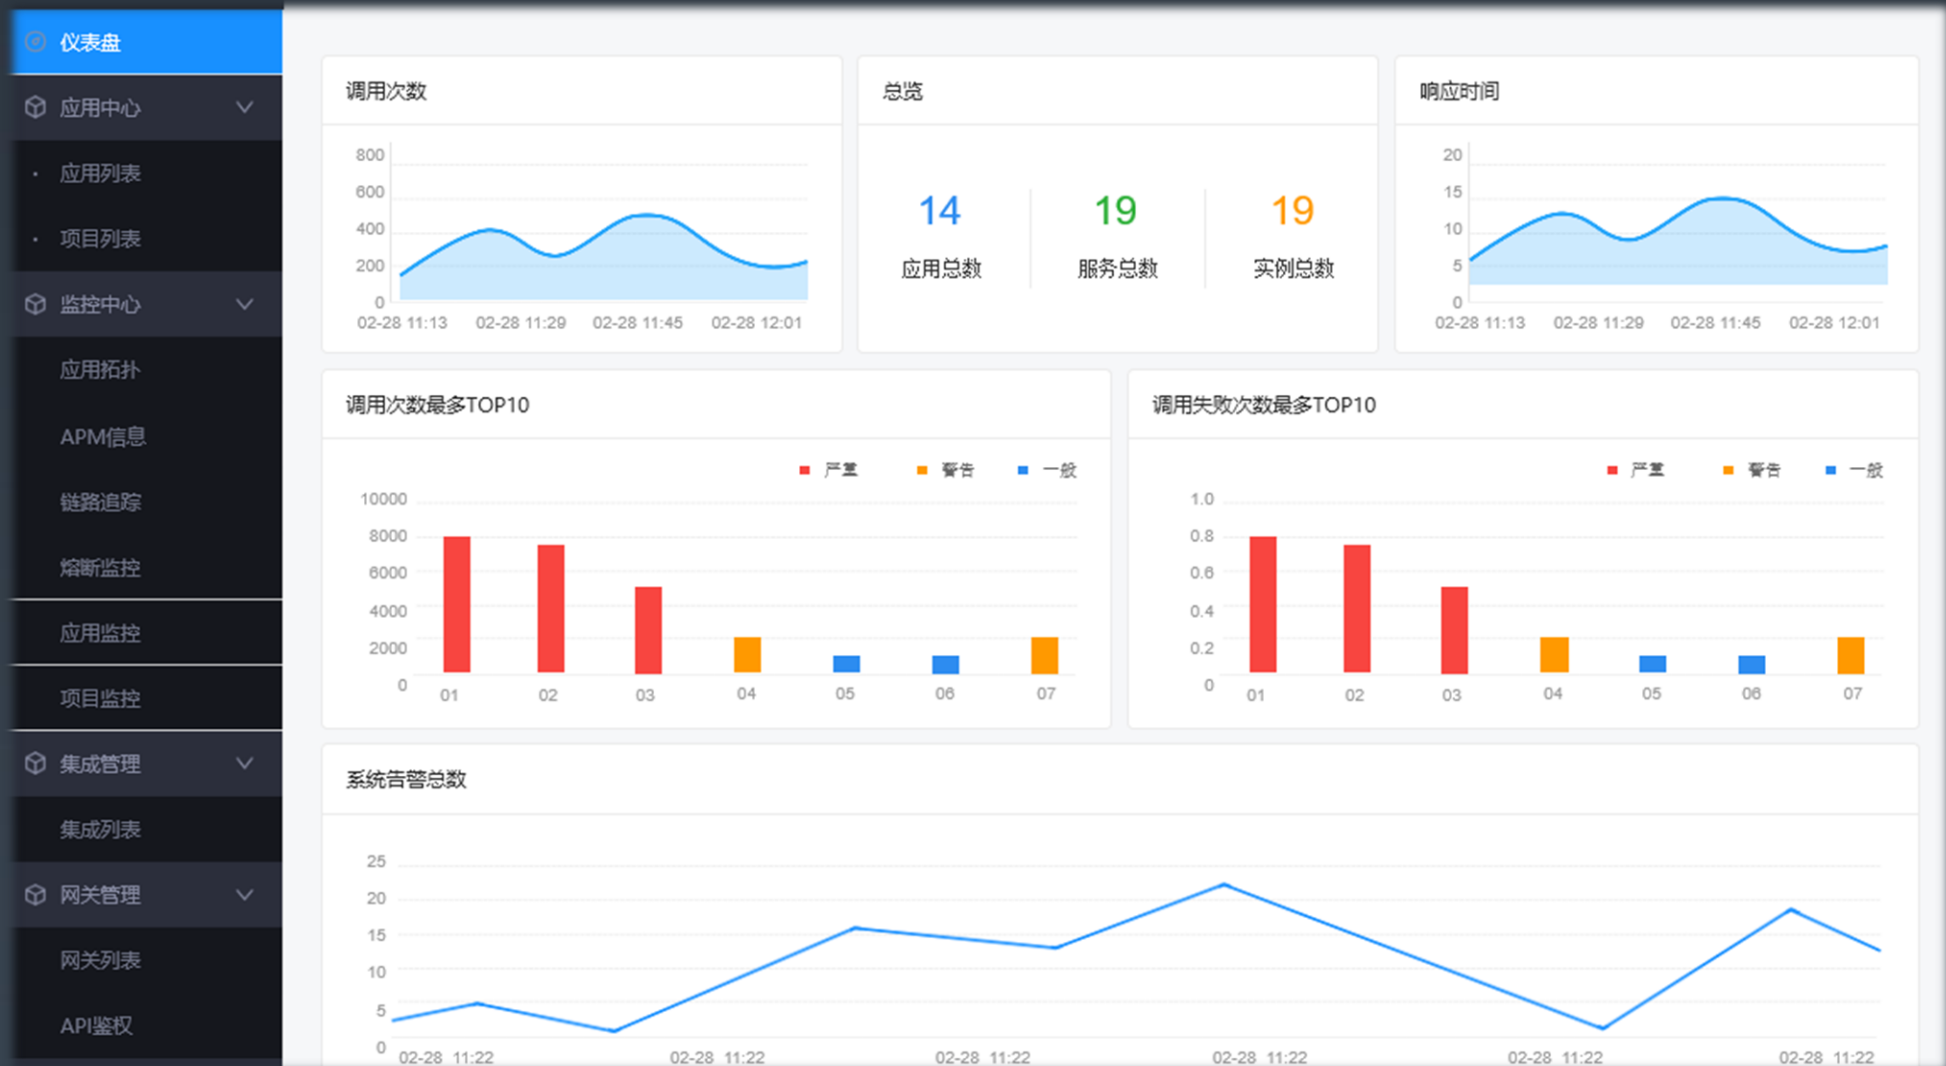 仪表盘
应用中心
应用列表
项目列表
监控中心
应用拓扑
APM信息
链路追踪
熔断监控
应用监控
项目监控
集成管理
集成列表
网关管理
网关列表
API鉴权
调用次数
800
600
400
200
0
02-28 11:13 02-28 11:29 02-28 11:45 02-28 12:01
总览
14 19 19
应用总数 服务总数 实例总数
响应时间
20
15
10
5
0
02-28 11:13 02-28 11:29 02-28 11:45 02-28 12:01
调用次数最多TOP10
严重 警告 一般
10000
8000
6000
4000
2000
0
01 02 03 04 05 06 07
调用失败次数最多TOP10
严重 警告 一般
1.0
0.8
0.6
0.4
0.2
0
01 02 03 04 05 06 07
系统告警总数
25
20
15
10
5
0
02-28 11:22 02-28 11:22 02-28 11:22 02-28 11:22 02-28 11:22 02-28 11:22